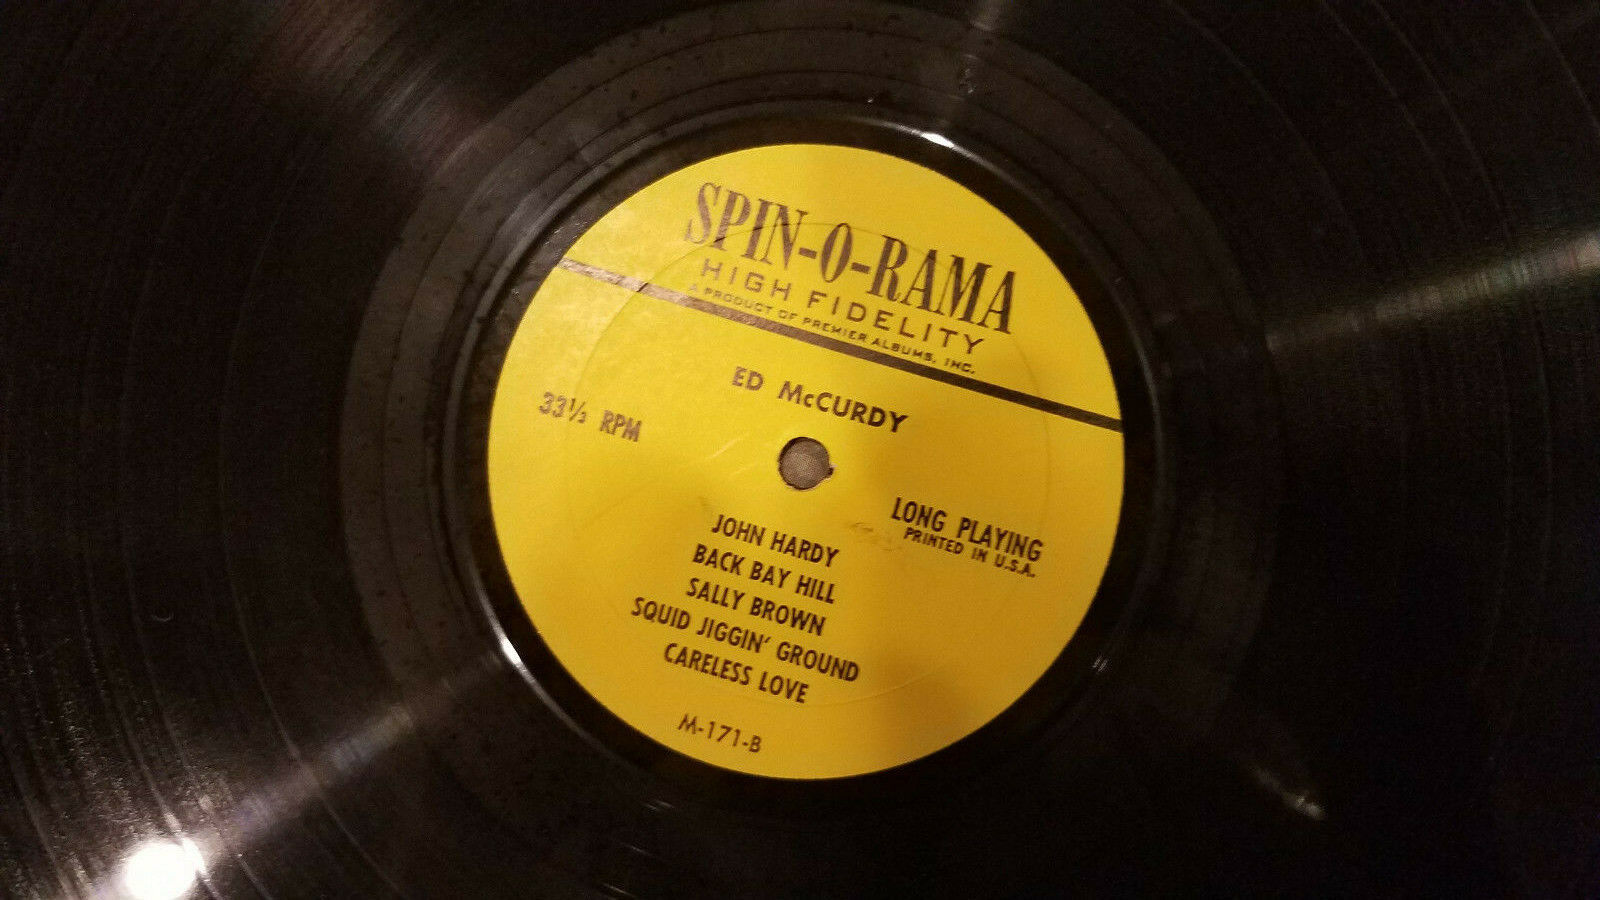 SPIN-O-RAMA
HIGH FIDELITY
A PRODUCT OF PREMIER ALBUMS, INC.
ED McCURDY
33⅓ RPM
LONG PLAYING
PRINTED IN U.S.A.
JOHN HARDY
BACK BAY HILL
SALLY BROWN
SQUID JIGGIN' GROUND
CARELESS LOVE
M-171-B